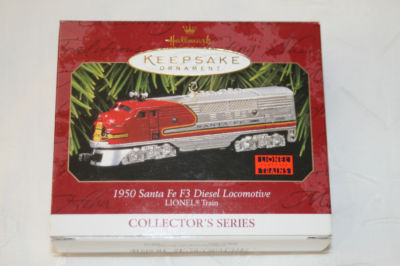 Hallmark
KEEPSAKE
ORNAMENT
SANTA FE
LIONEL
TRAINS
1950 Santa Fe F3 Diesel Locomotive
LIONEL® Train
COLLECTOR'S SERIES